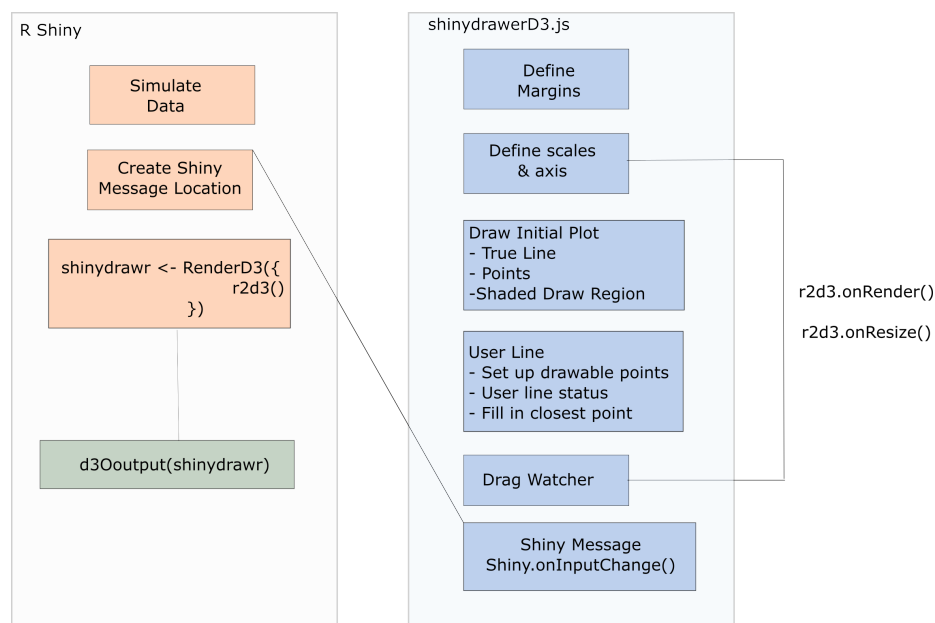 R Shiny
Simulate
Data
Create Shiny
Message Location
shinydrawr <- RenderD3({
r2d3()
})
d3Ooutput(shinydrawr)
shinydrawerD3.js
Define
Margins
Define scales
& axis
Draw Initial Plot
- True Line
- Points
-Shaded Draw Region
User Line
- Set up drawable points
- User line status
- Fill in closest point
Drag Watcher
Shiny Message
Shiny.onInputChange()
r2d3.onRender()
r2d3.onResize()